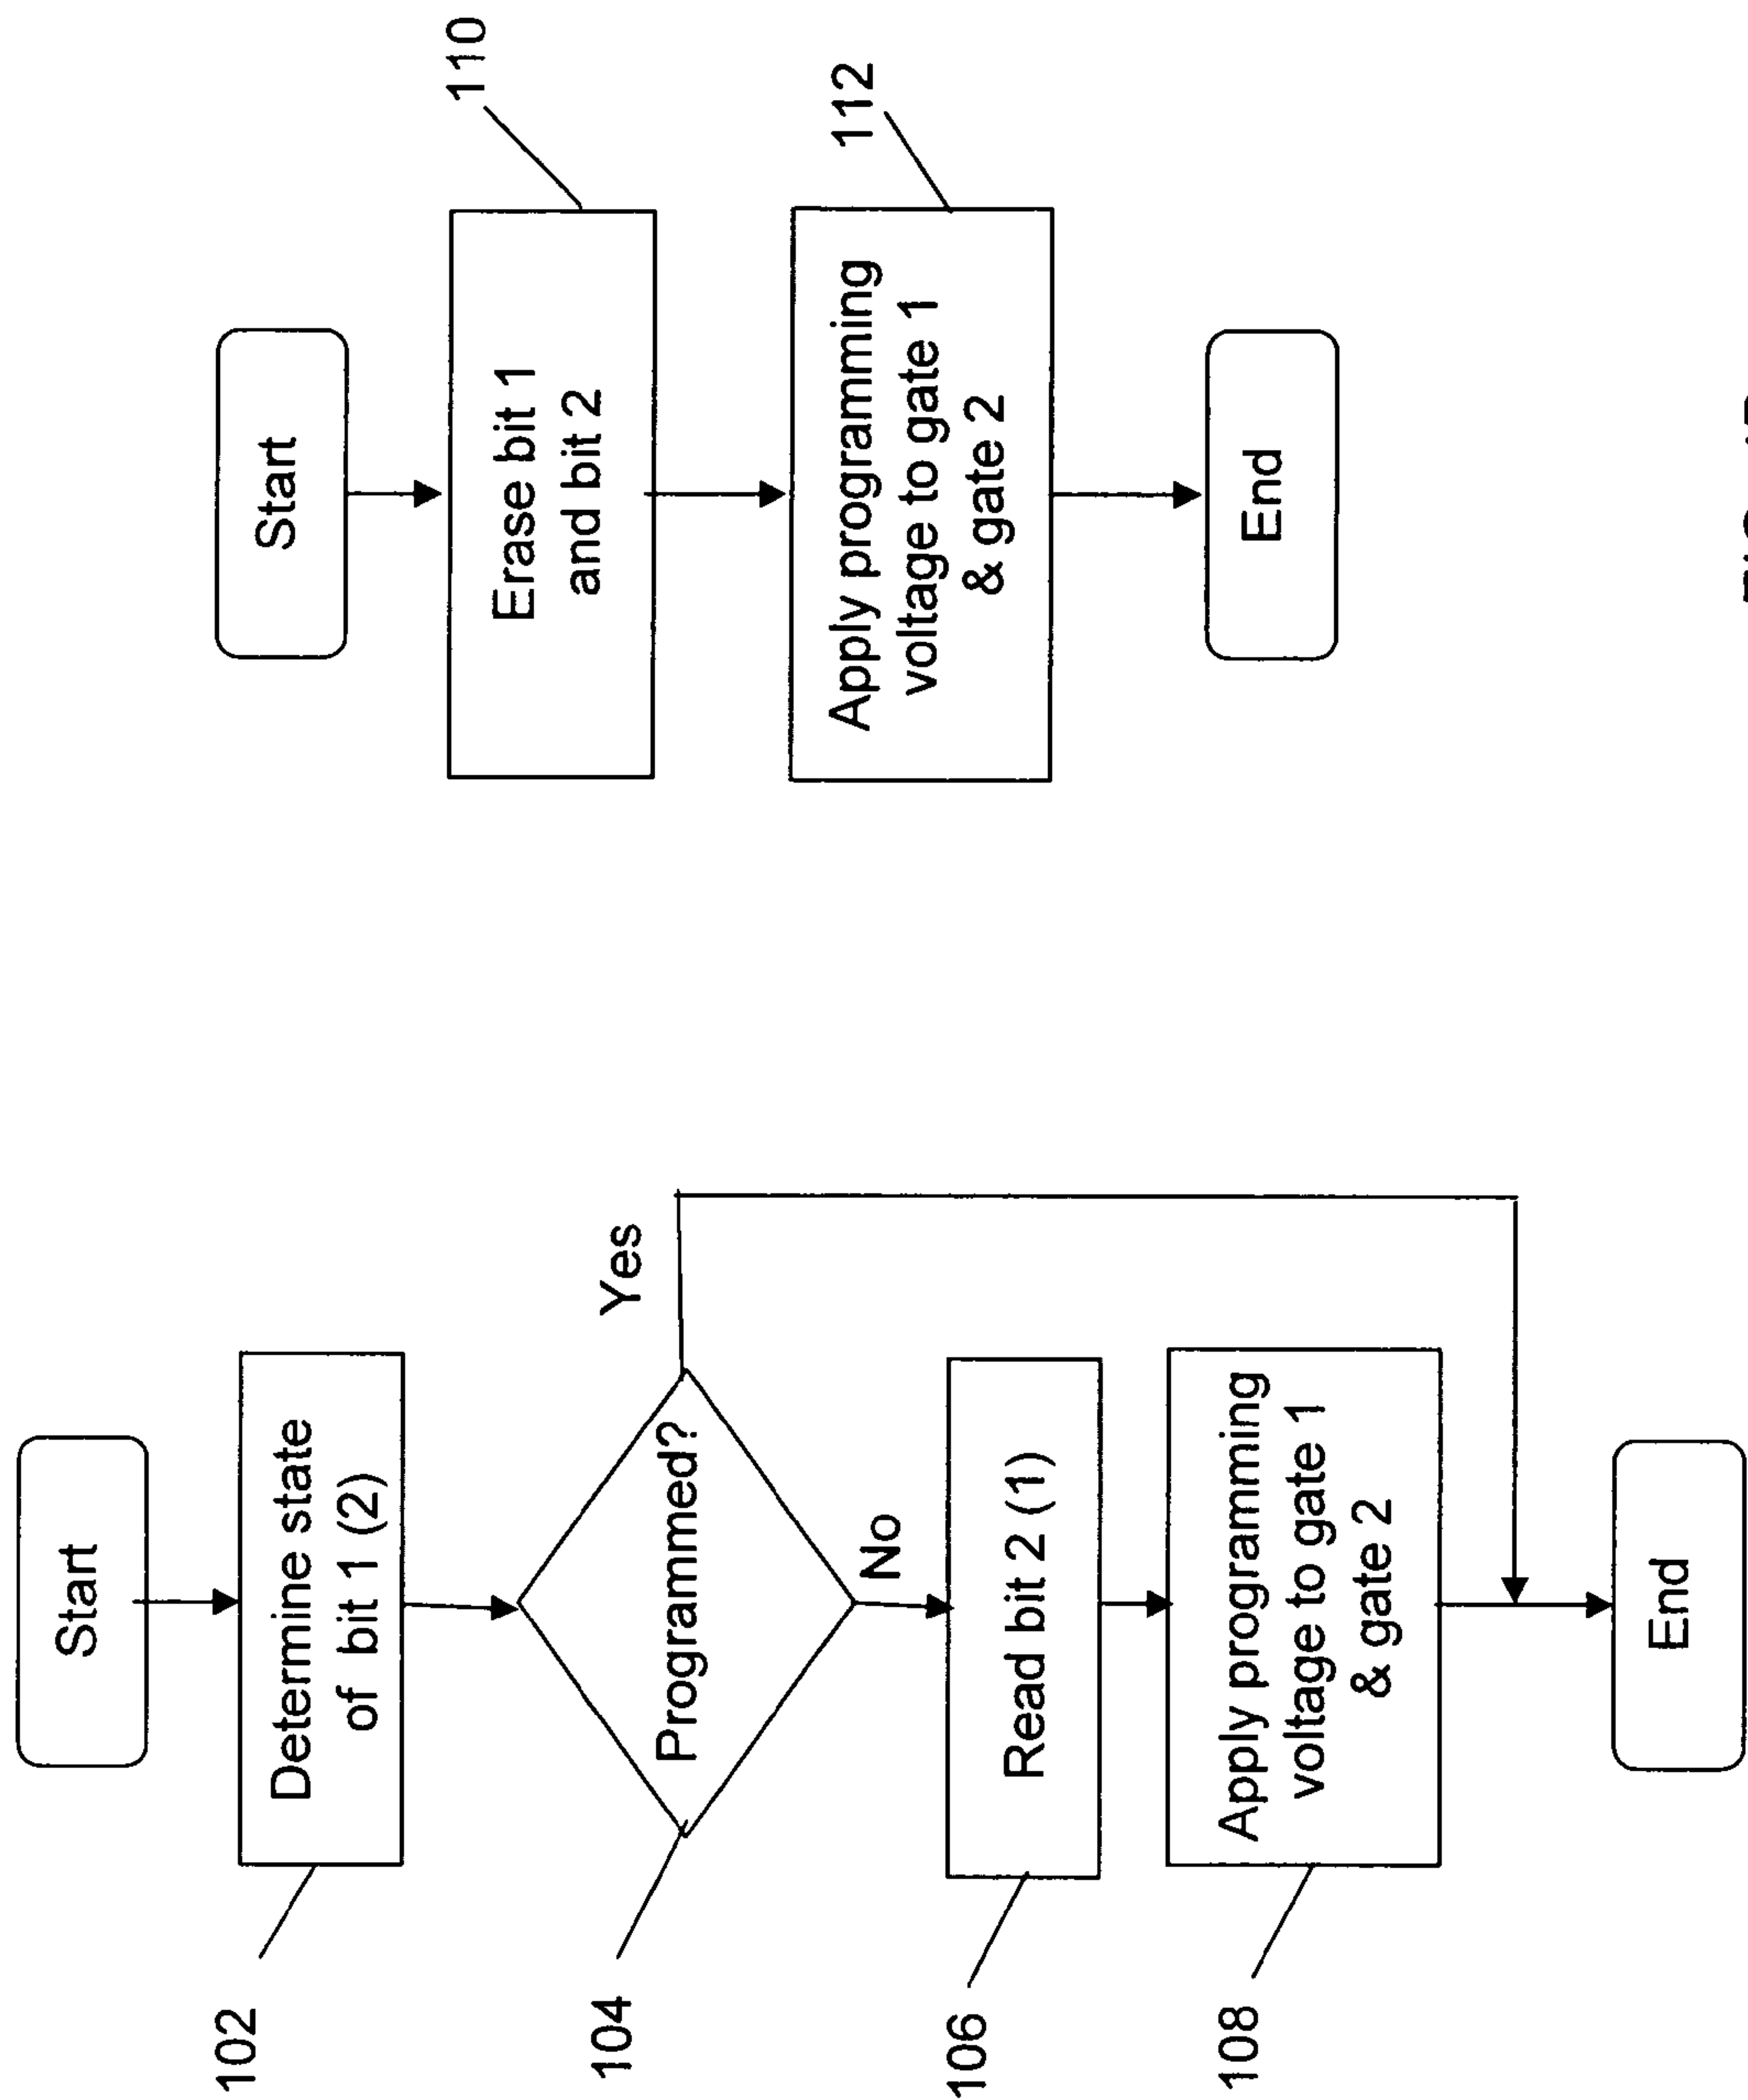 Start
102
Determine state
of bit 1 (2)
104
Programmed?
Yes
No
106
Read bit 2 (1)
108
Apply programming
voltage to gate 1
& gate 2
End
Start
110
Erase bit 1
and bit 2
112
Apply programming
voltage to gate 1
& gate 2
End